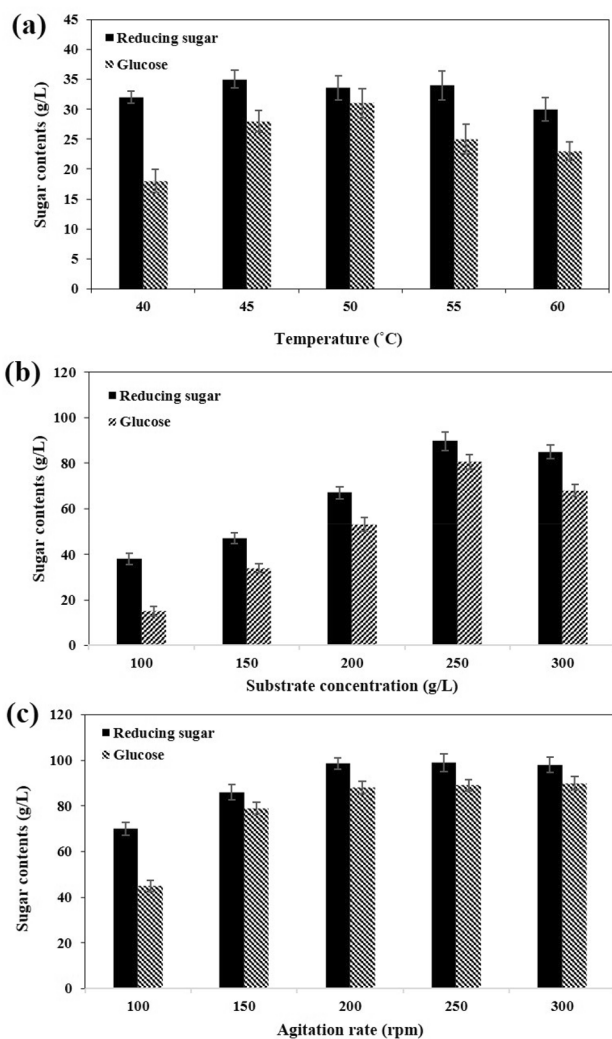 (a)
45
40
35
30
25
20
15
10
5
0
Sugar contents (g/L)
Reducing sugar
Glucose
40 45 50 55 60
Temperature (˚C)
(b)
120
100
80
60
40
20
0
Sugar contents (g/L)
Reducing sugar
Glucose
100 150 200 250 300
Substrate concentration (g/L)
(c)
120
100
80
60
40
20
0
Sugar contents (g/L)
Reducing sugar
Glucose
100 150 200 250 300
Agitation rate (rpm)